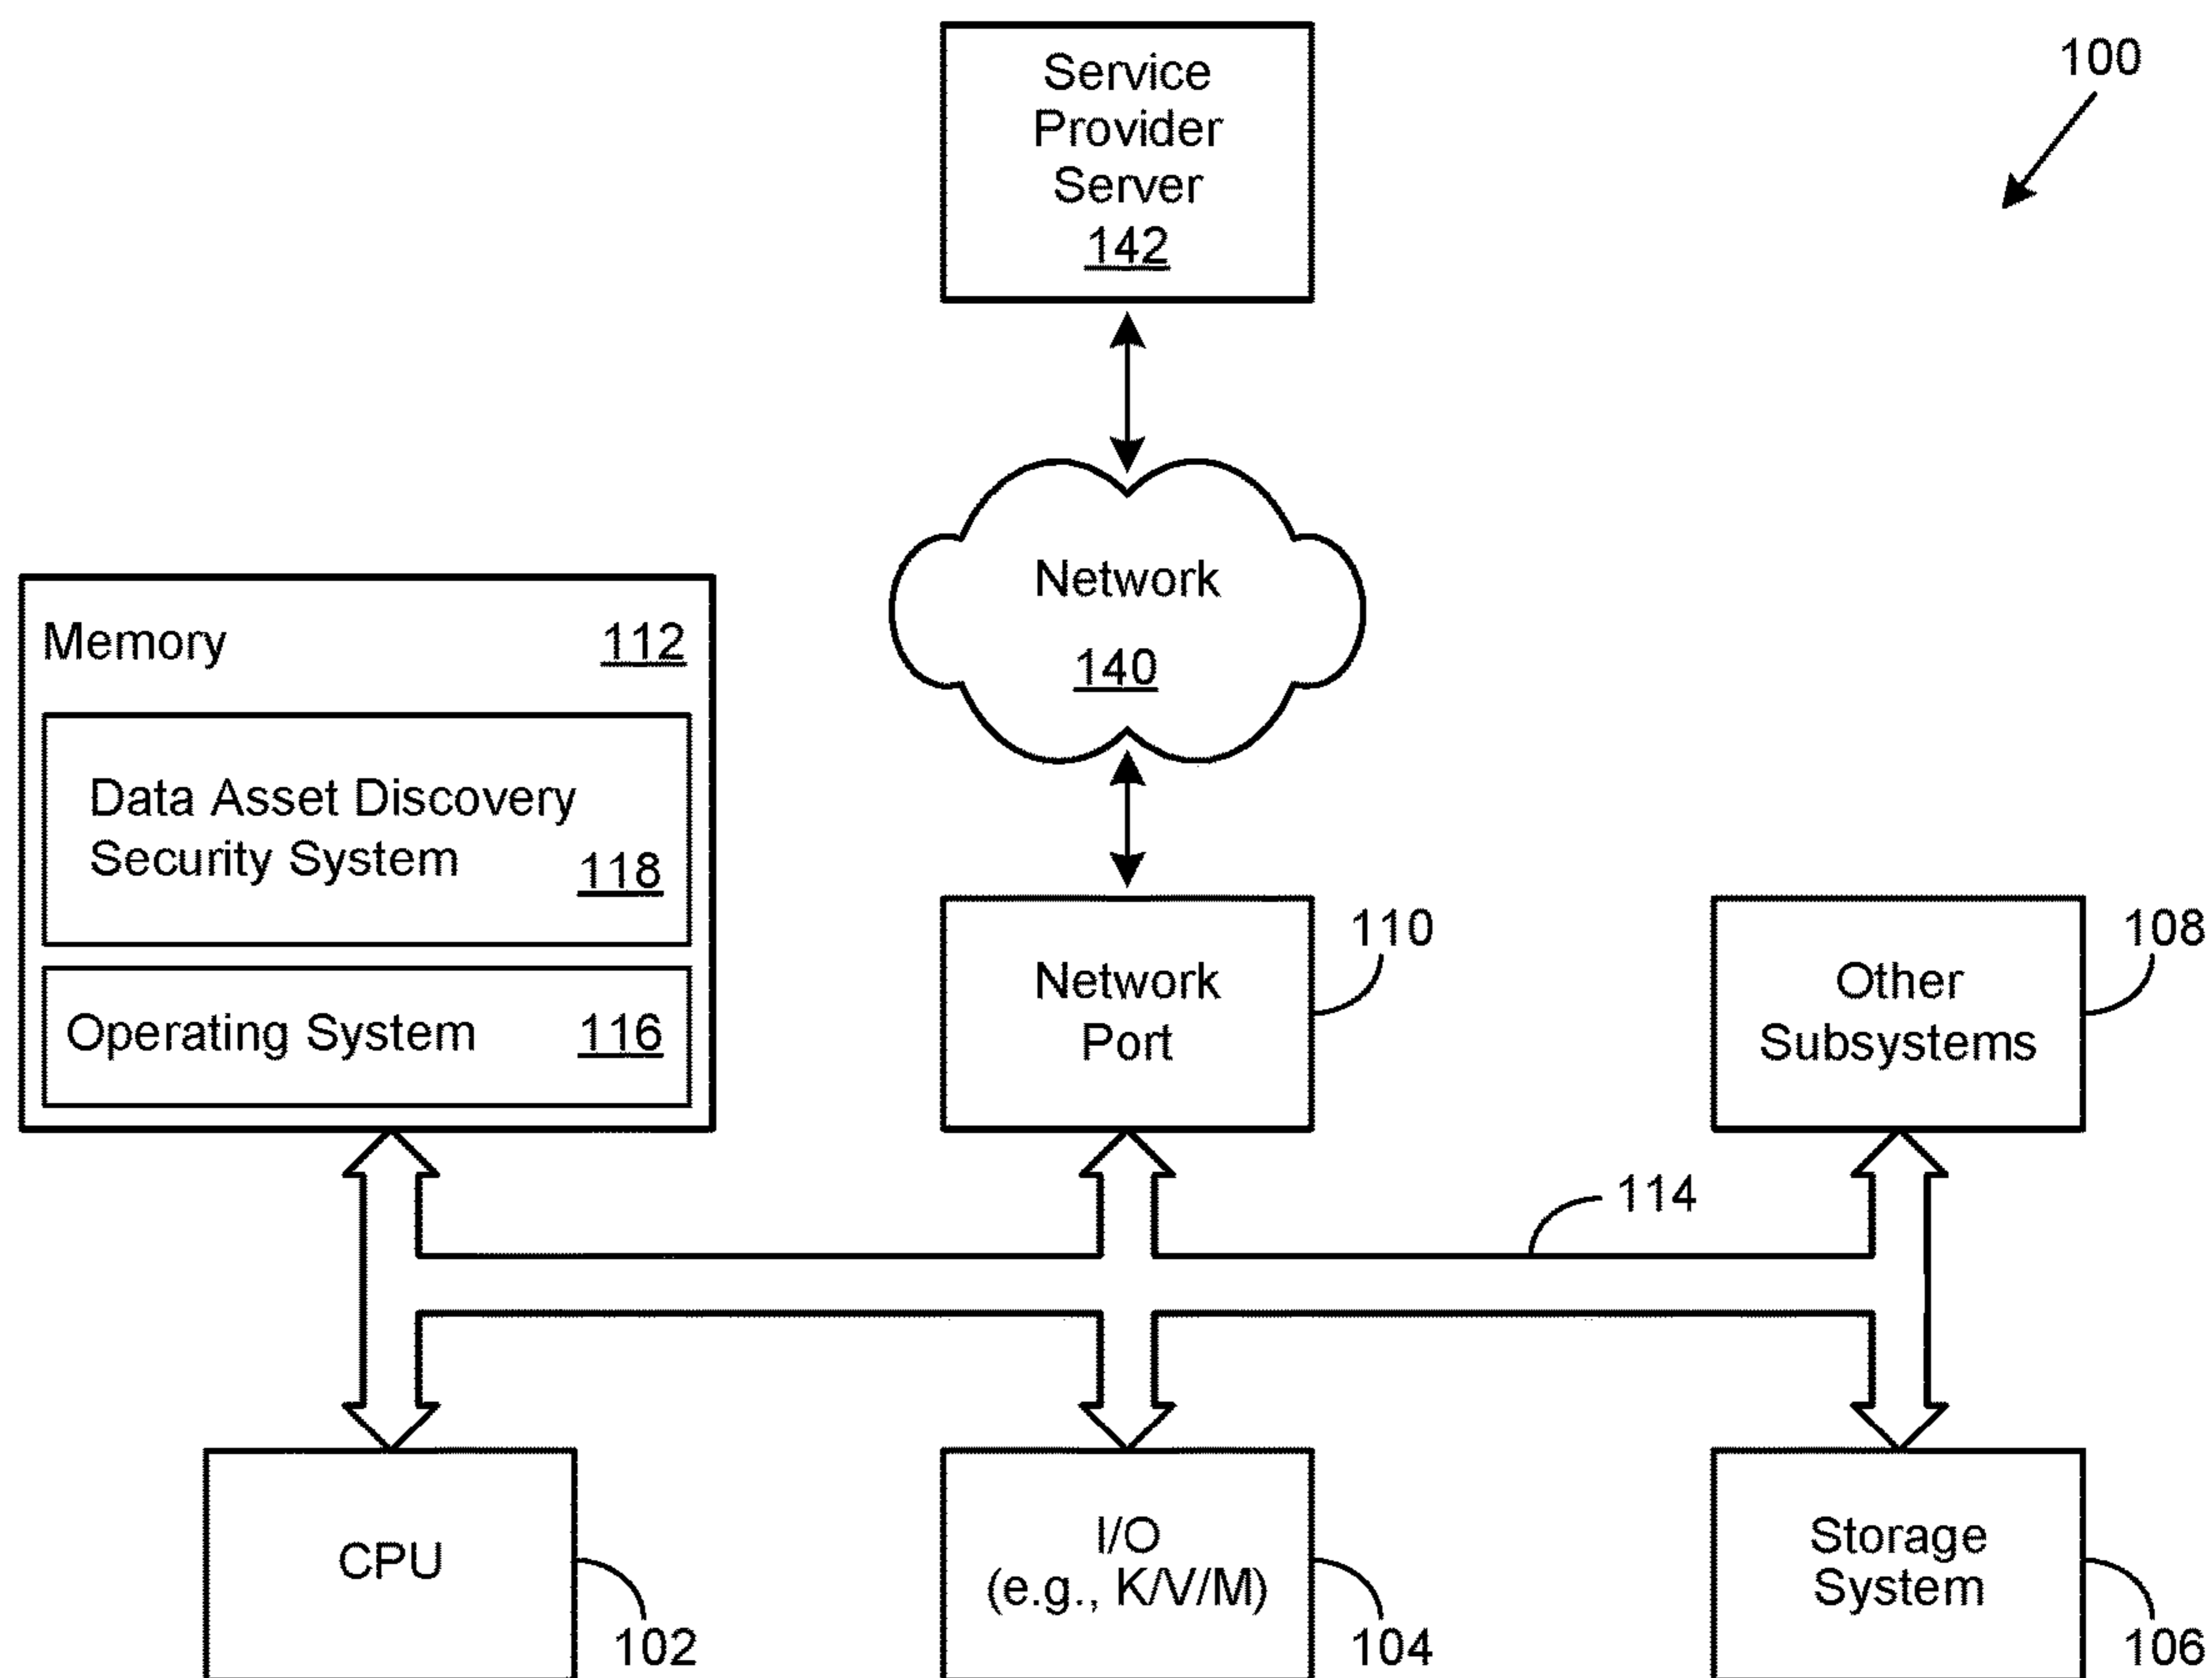 Service
Provider
Server
142
100
Network
140
Memory 112
Data Asset Discovery
Security System 118
Operating System 116
Network
Port
110
Other
Subsystems
108
114
CPU
102
I/O
(e.g., K/V/M)
104
Storage
System
106